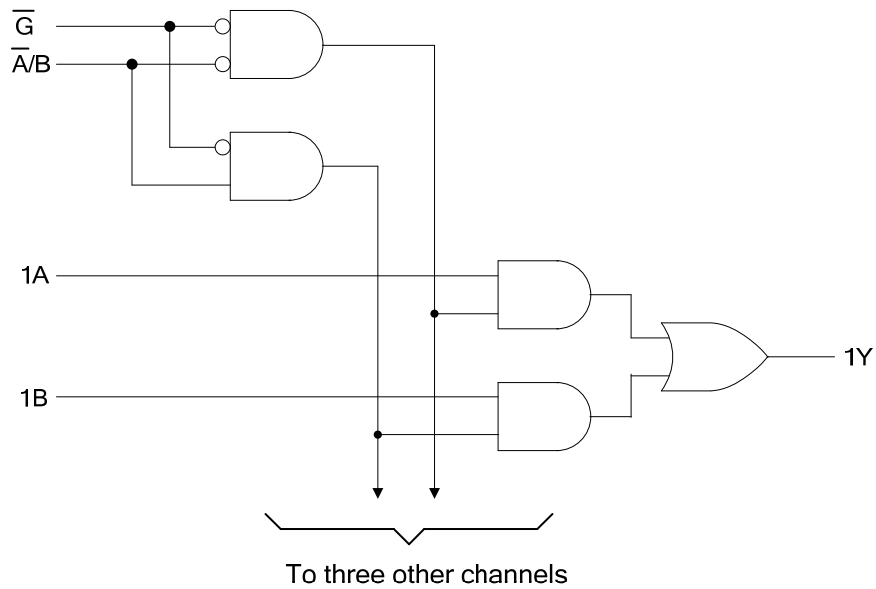 G̅
A̅/B
1A
1B
1Y
To three other channels